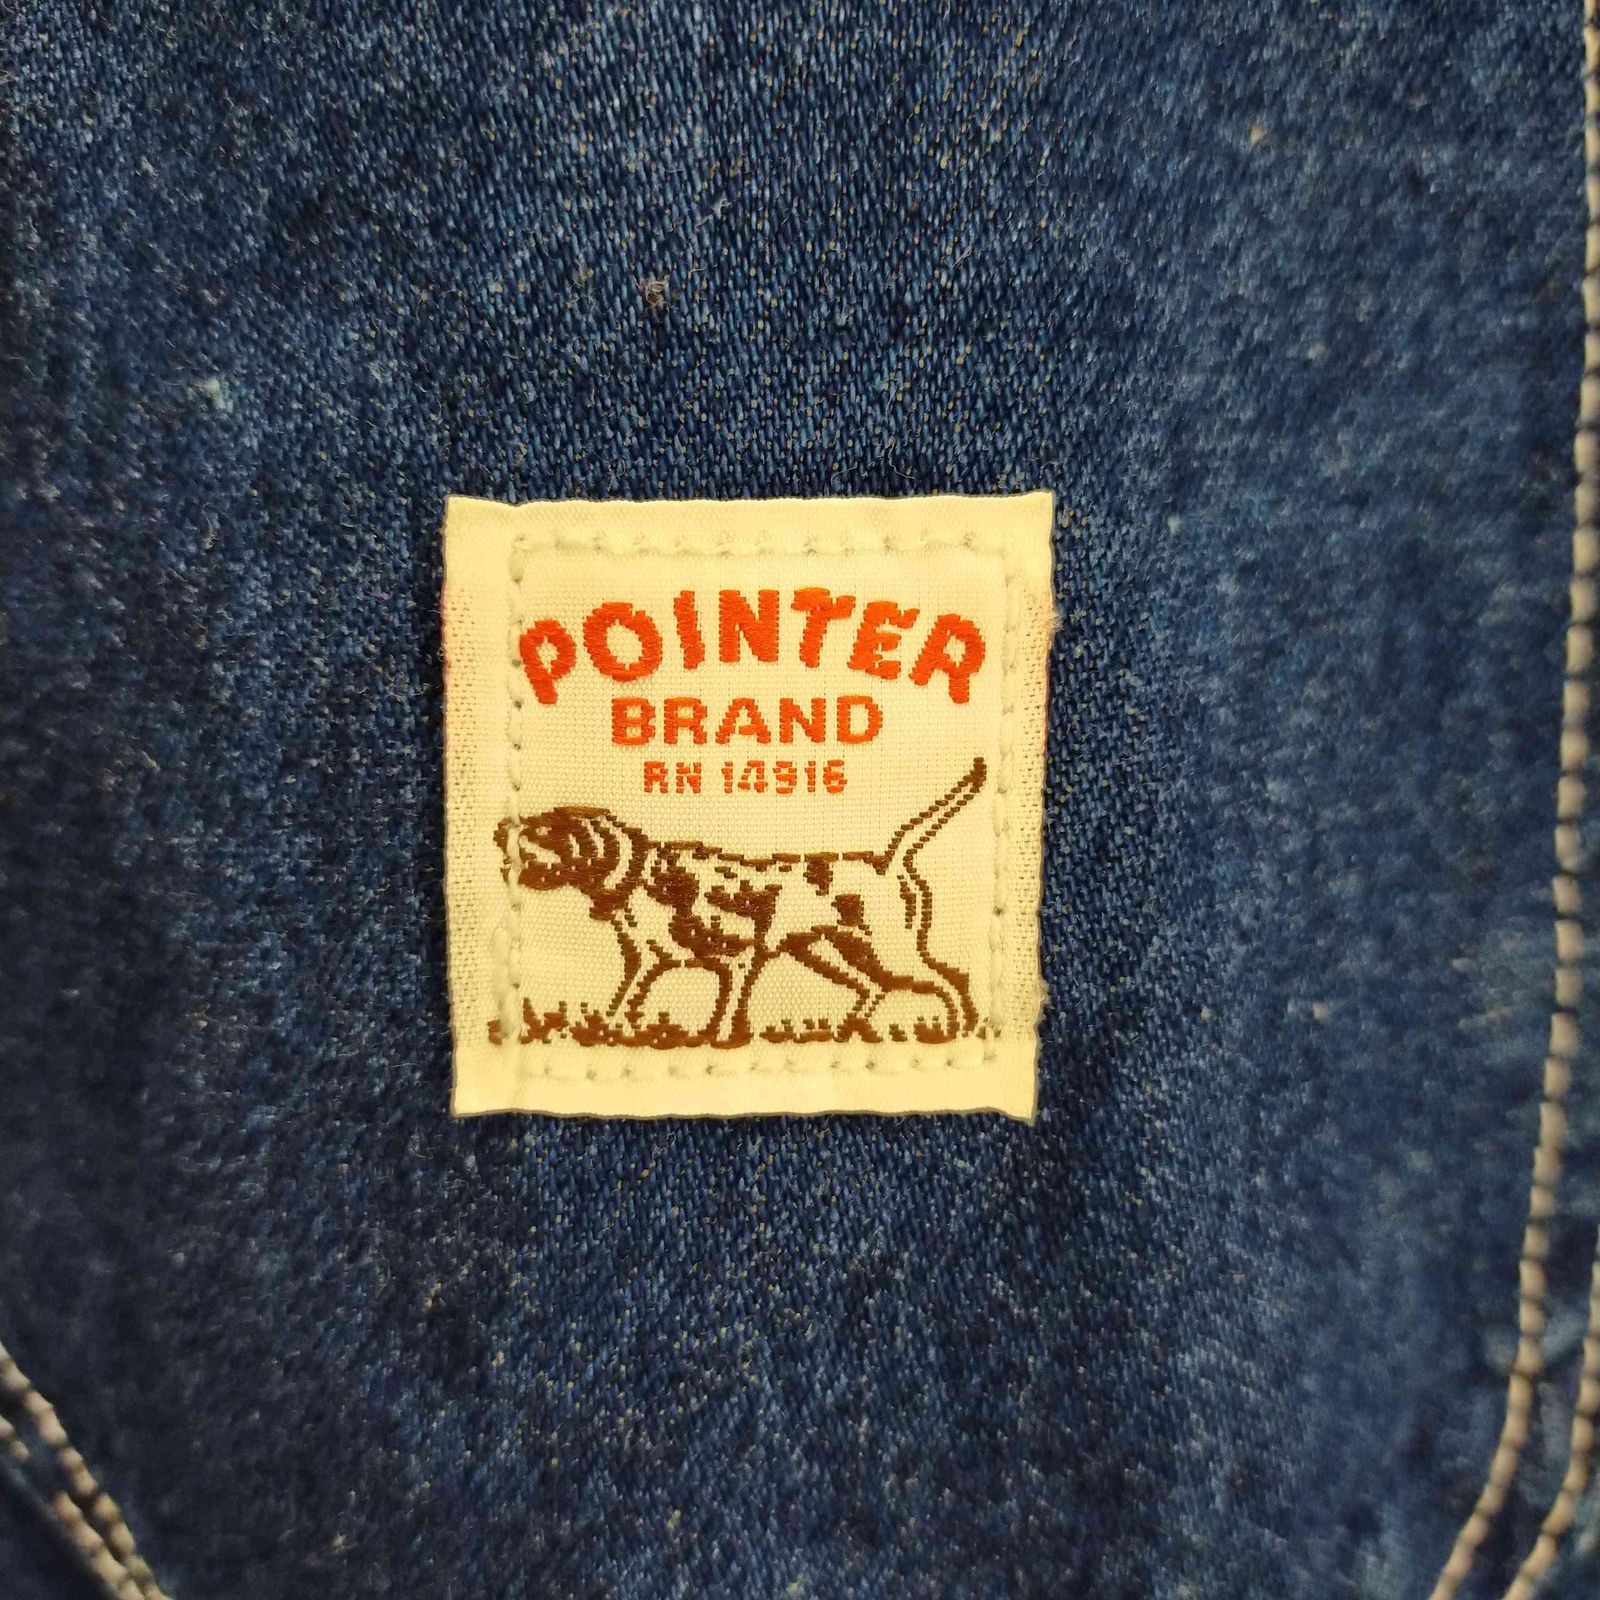 POINTER
BRAND
RN 14916